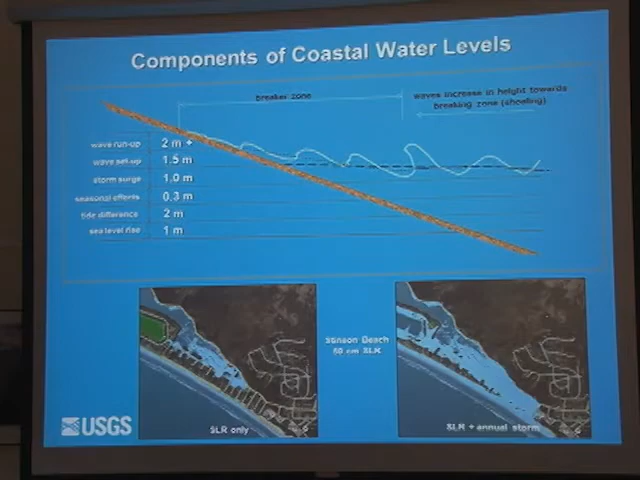 Components of Coastal Water Levels
breaker zone
waves increase in height towards
breaking zone (shoaling)
wave run-up 2 m +
wave set-up 1.5 m
storm surge 1.0 m
seasonal effects 0.3 m
tide difference 2 m
sea level rise 1 m
Stinson Beach
50 cm SLR
SLR only
SLR + annual storm
USGS